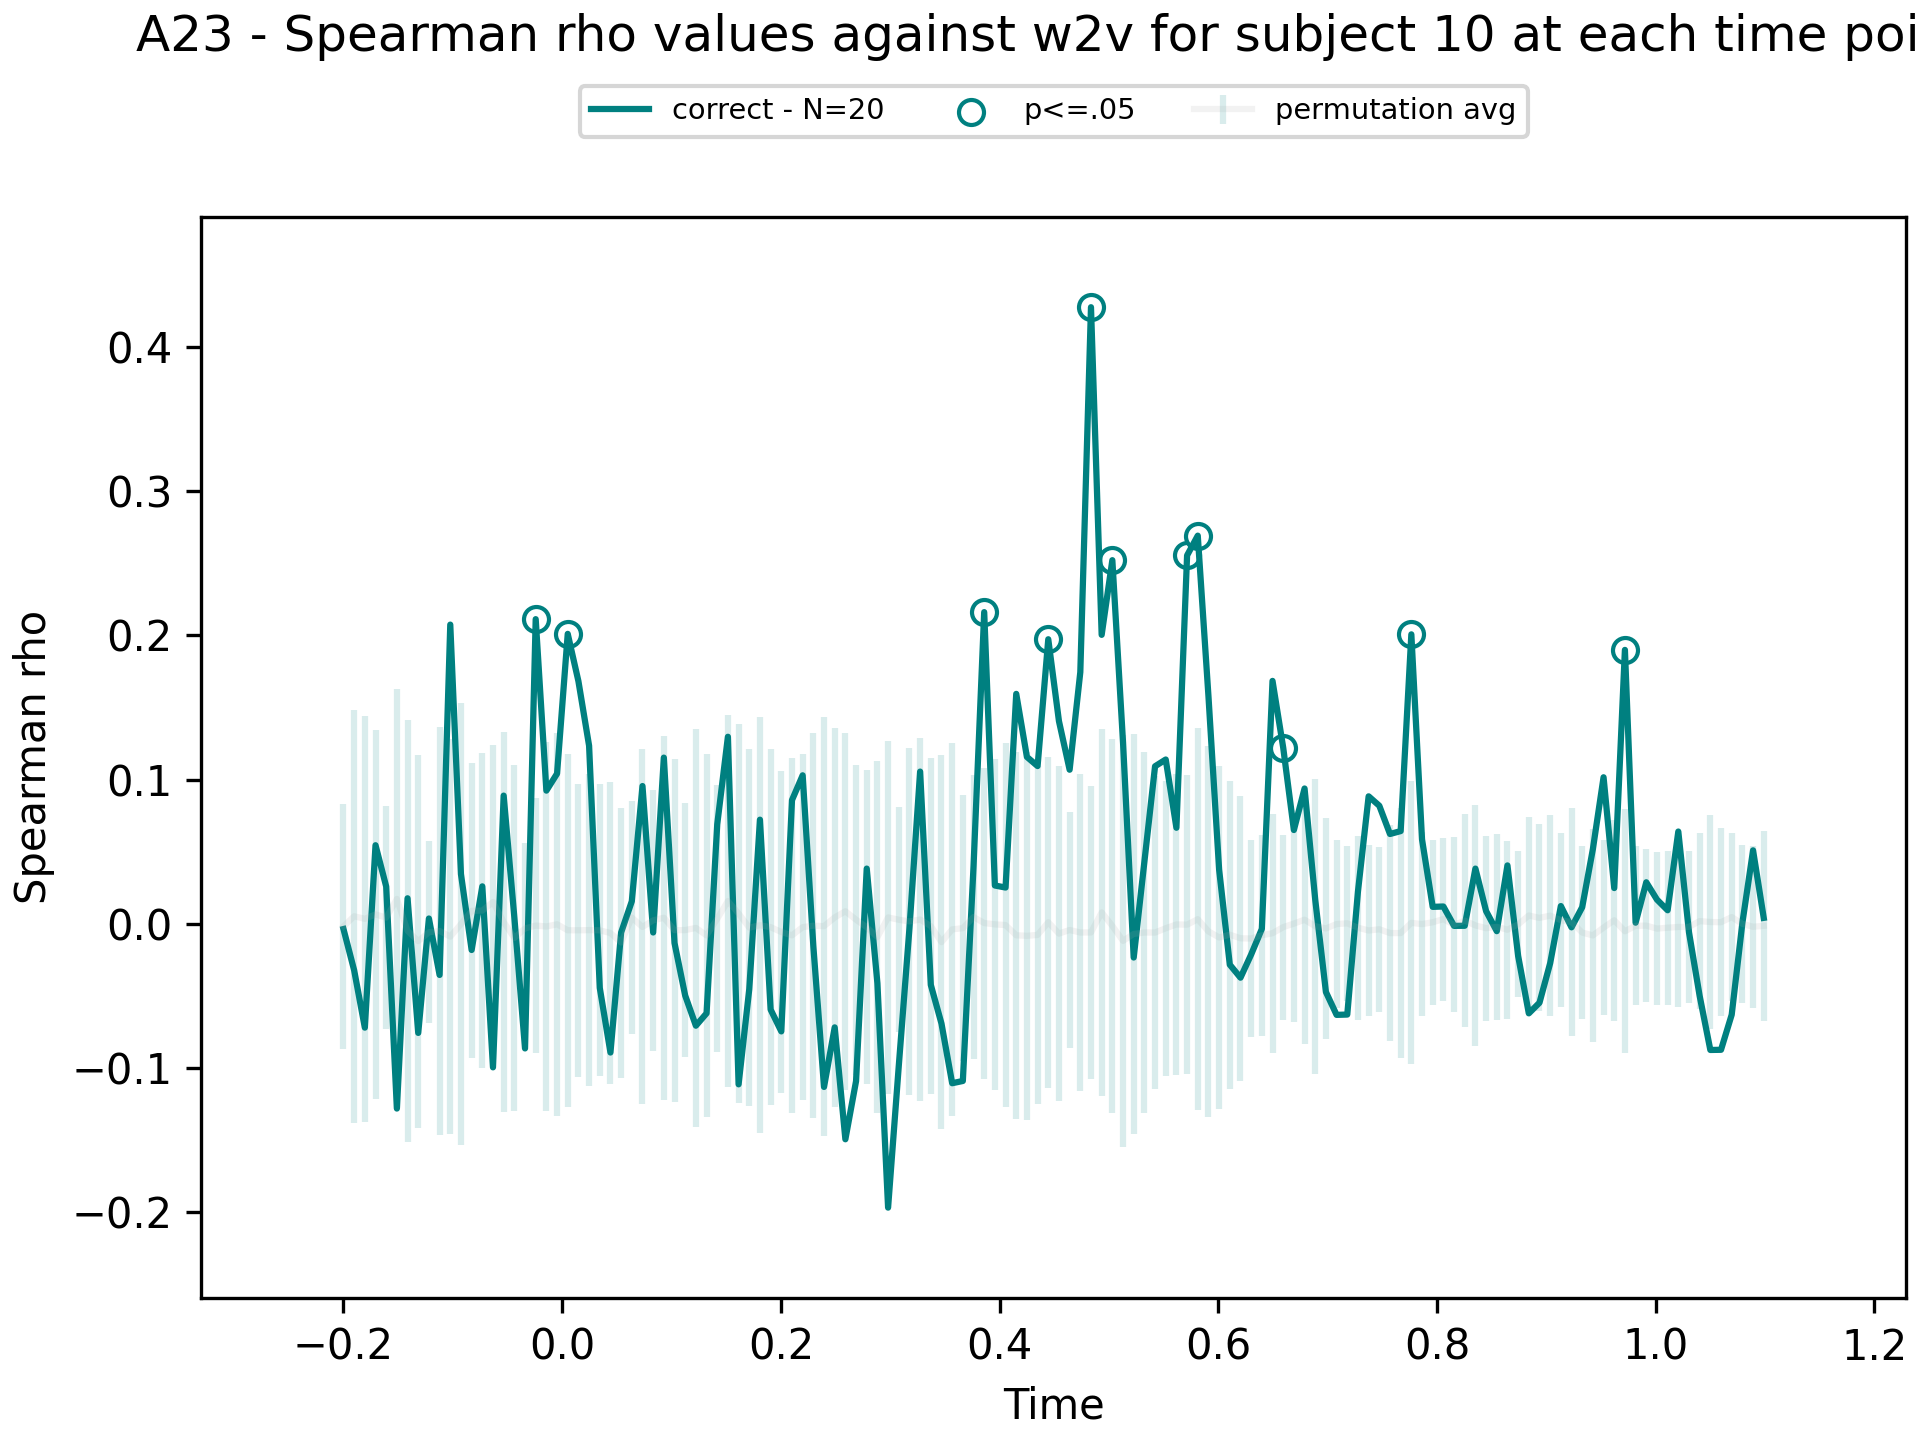 A23 - Spearman rho values against w2v for subject 10 at each time poi
correct - N=20 p<=.05 permutation avg
Spearman rho
0.4
0.3
0.2
0.1
0.0
−0.1
−0.2
−0.2 0.0 0.2 0.4 0.6 0.8 1.0 1.2
Time